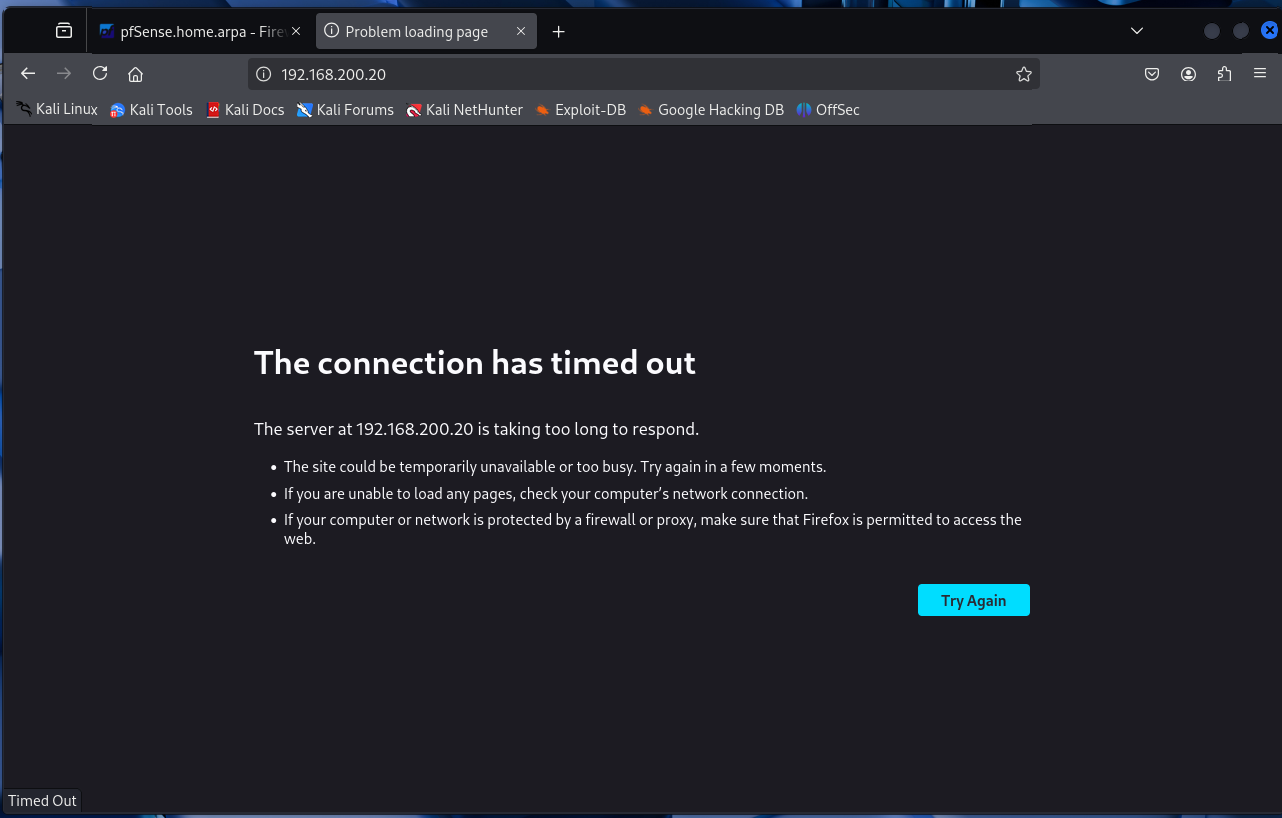 pfSense.home.arpa - Fire
Problem loading page
192.168.200.20
Kali Linux Kali Tools Kali Docs Kali Forums Kali NetHunter Exploit-DB Google Hacking DB OffSec
The connection has timed out
The server at 192.168.200.20 is taking too long to respond.
The site could be temporarily unavailable or too busy. Try again in a few moments.
If you are unable to load any pages, check your computer’s network connection.
If your computer or network is protected by a firewall or proxy, make sure that Firefox is permitted to access the
web.
Try Again
Timed Out